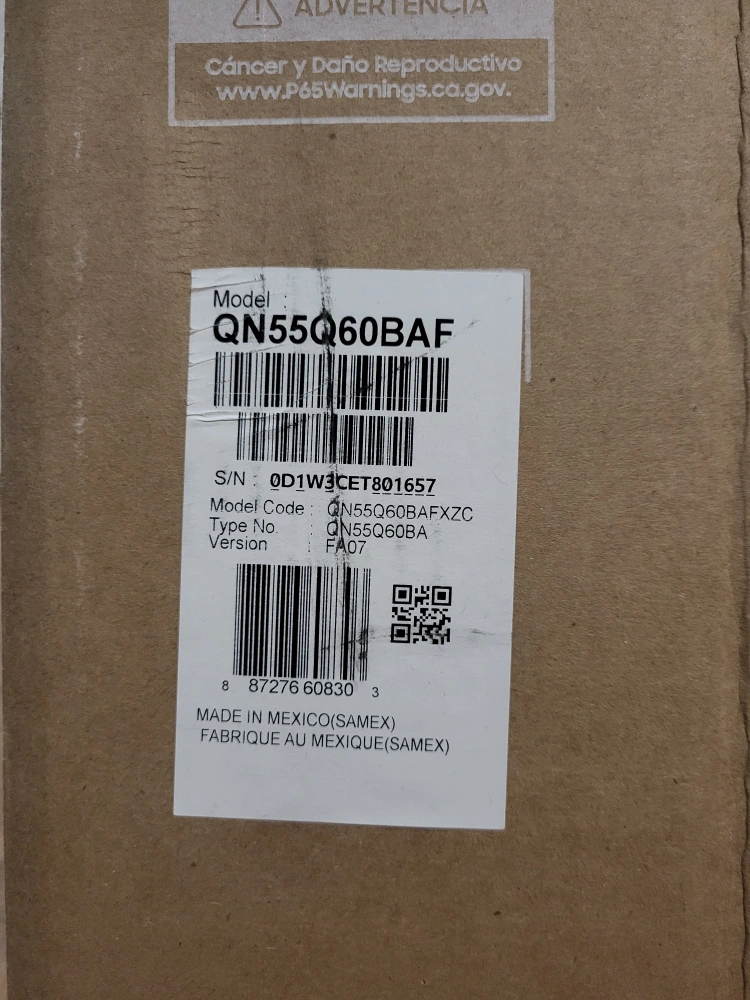 ADVERTENCIA
Cáncer y Daño Reproductivo
www.P65Warnings.ca.gov.
Model :
QN55Q60BAF
S/N : 0D1W3CET801657
Model Code : QN55Q60BAFXZC
Type No : QN55Q60BA
Version : FA07
8 87276 60830 3
MADE IN MEXICO(SAMEX)
FABRIQUE AU MEXIQUE(SAMEX)